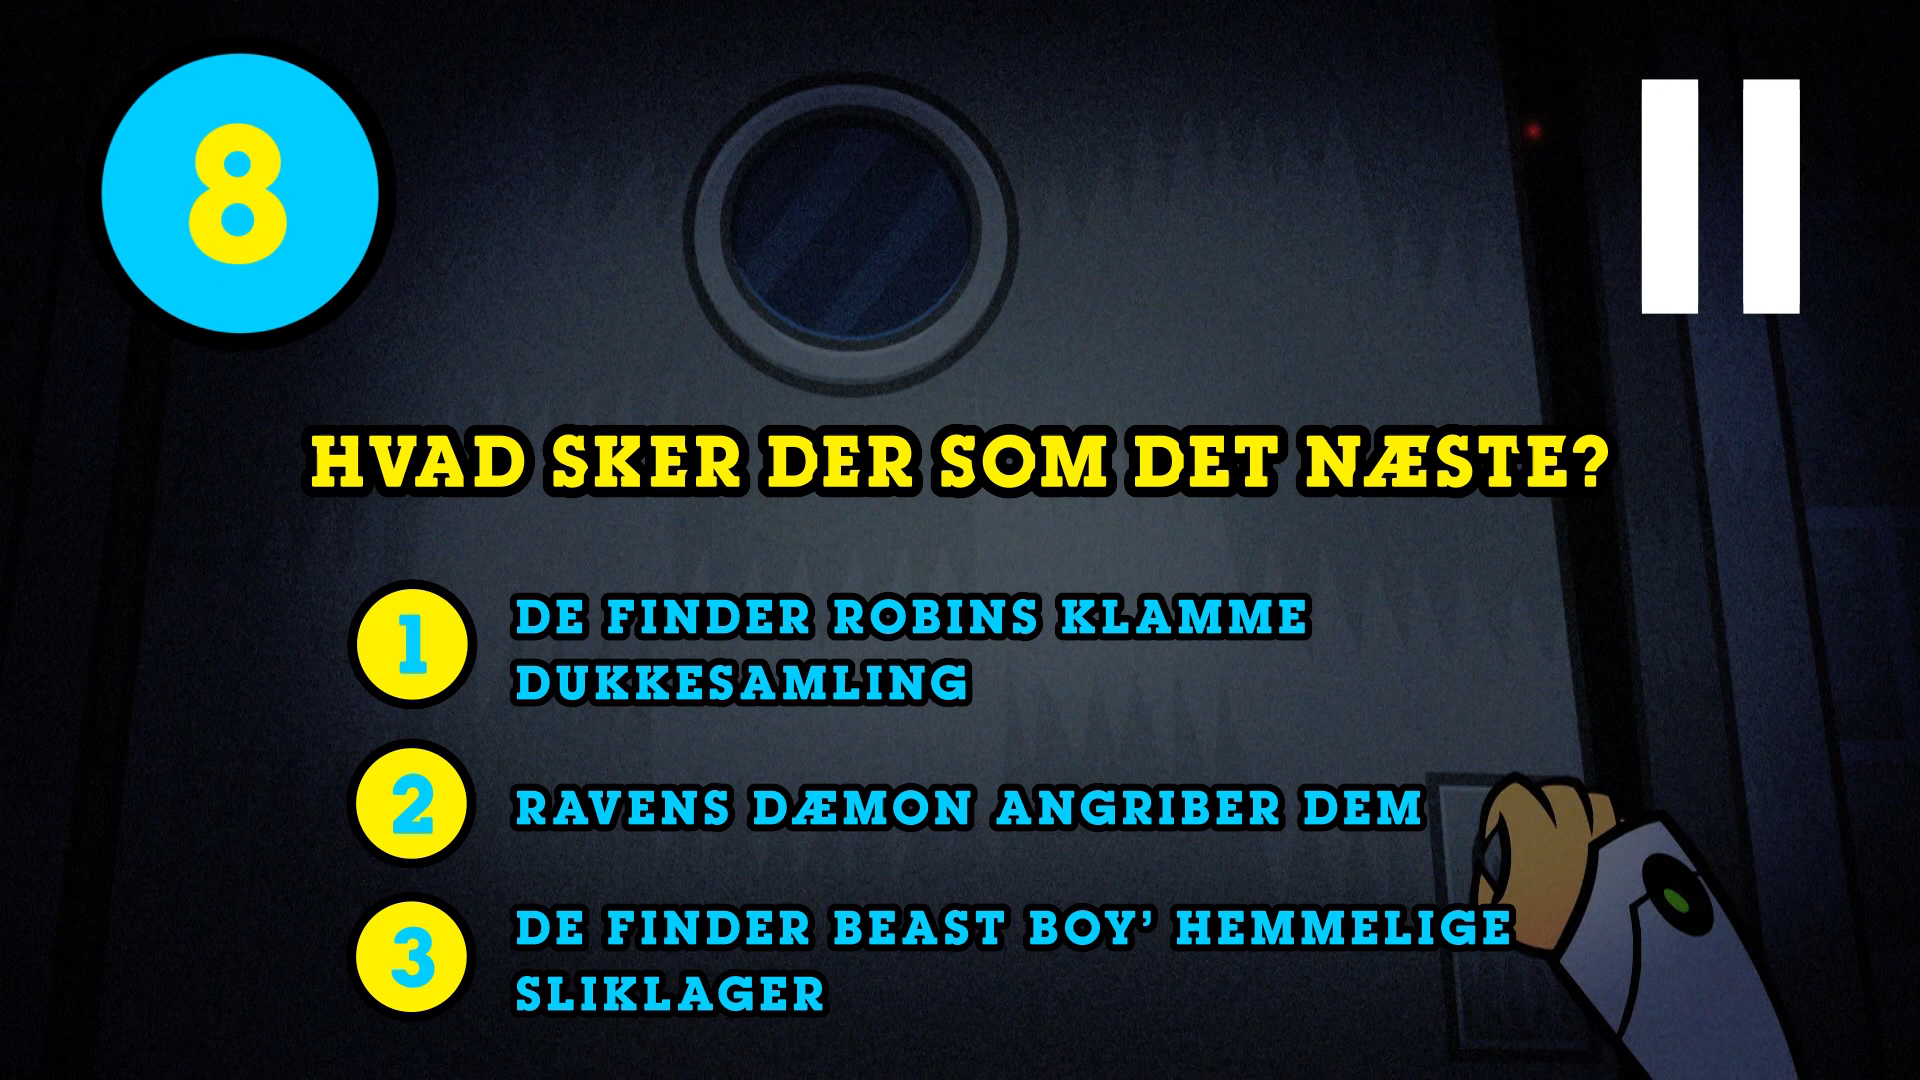 8
HVAD SKER DER SOM DET NÆSTE?
1
DE FINDER ROBINS KLAMME
DUKKESAMLING
2
RAVENS DÆMON ANGRIBER DEM
3
DE FINDER BEAST BOY' HEMMELIGE
SLIKLAGER